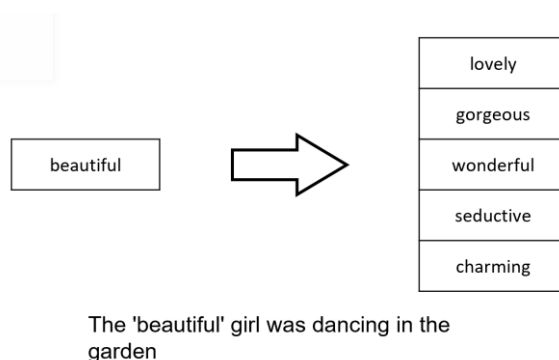 beautiful
lovely
gorgeous
wonderful
seductive
charming
The 'beautiful' girl was dancing in the
garden